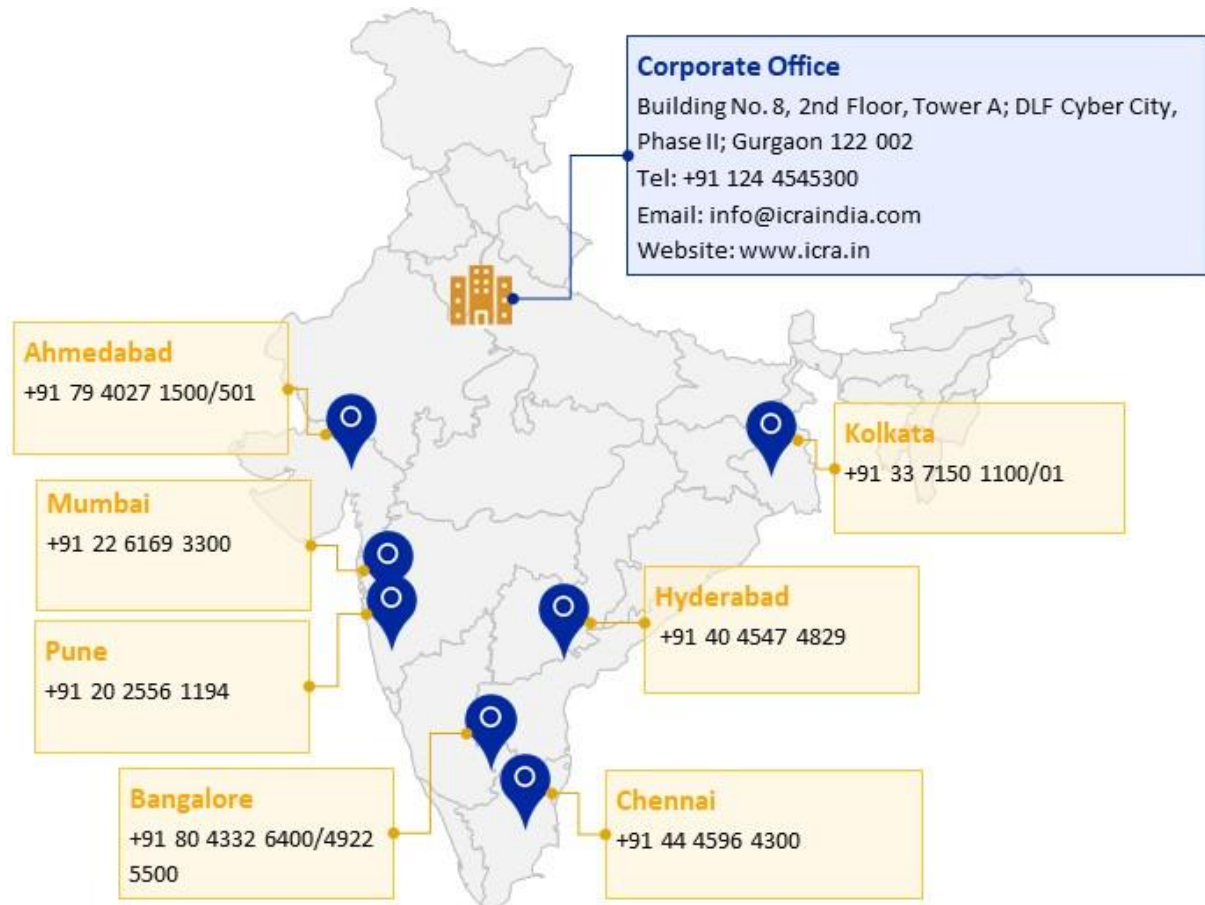 Corporate Office
Building No. 8, 2nd Floor, Tower A; DLF Cyber City,
Phase II; Gurgaon 122 002
Tel: +91 124 4545300
Email: info@icraindia.com
Website: www.icra.in
Ahmedabad
+91 79 4027 1500/501
Kolkata
+91 33 7150 1100/01
Mumbai
+91 22 6169 3300
Hyderabad
+91 40 4547 4829
Pune
+91 20 2556 1194
Bangalore
+91 80 4332 6400/4922
5500
Chennai
+91 44 4596 4300